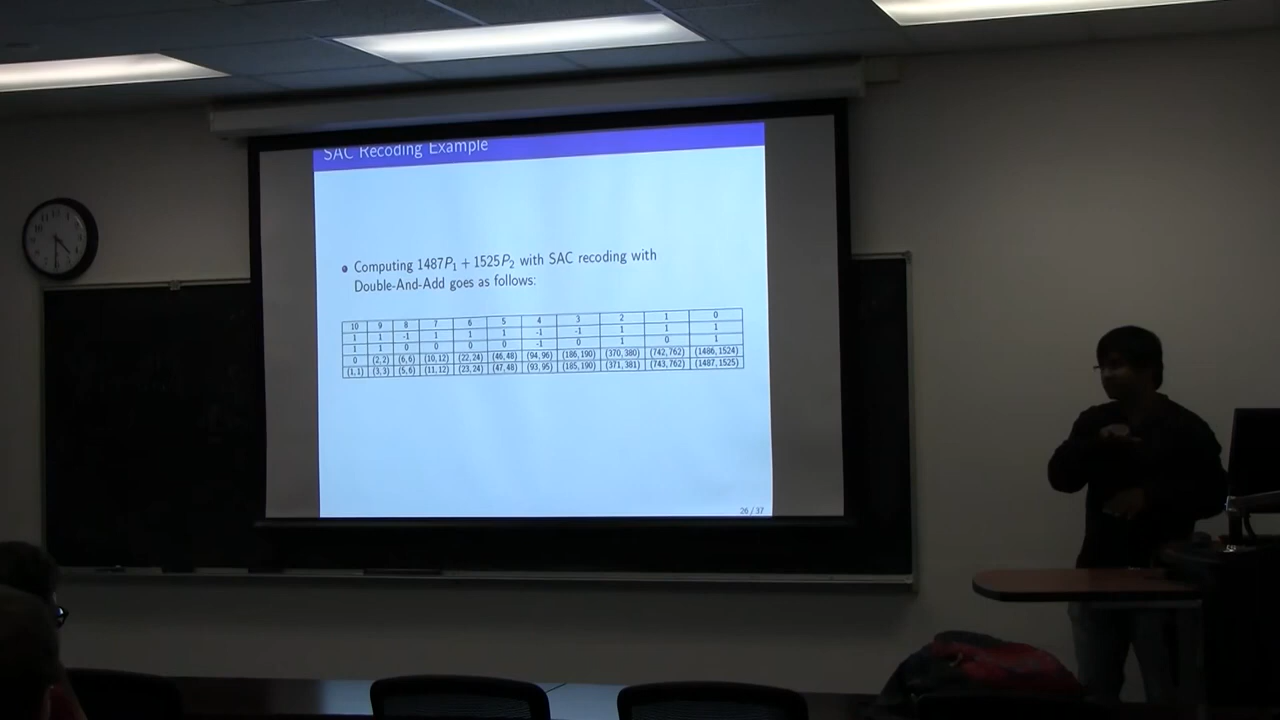 SAC Recoding Example
Computing 1487P₁ + 1525P₂ with SAC recoding with
Double-And-Add goes as follows:
10 9 8 7 6 5 4 3 2 1 0
1 1 -1 1 1 1 -1 -1 1 1 1
1 1 0 0 0 0 -1 0 1 0 1
0 (2,2) (6,6) (10,12) (22,24) (46,48) (94,96) (186,190) (370,380) (742,762) (1486,1524)
(1,1) (3,3) (5,6) (11,12) (23,24) (47,48) (93,95) (185,190) (371,381) (743,762) (1487,1525)
26 / 37